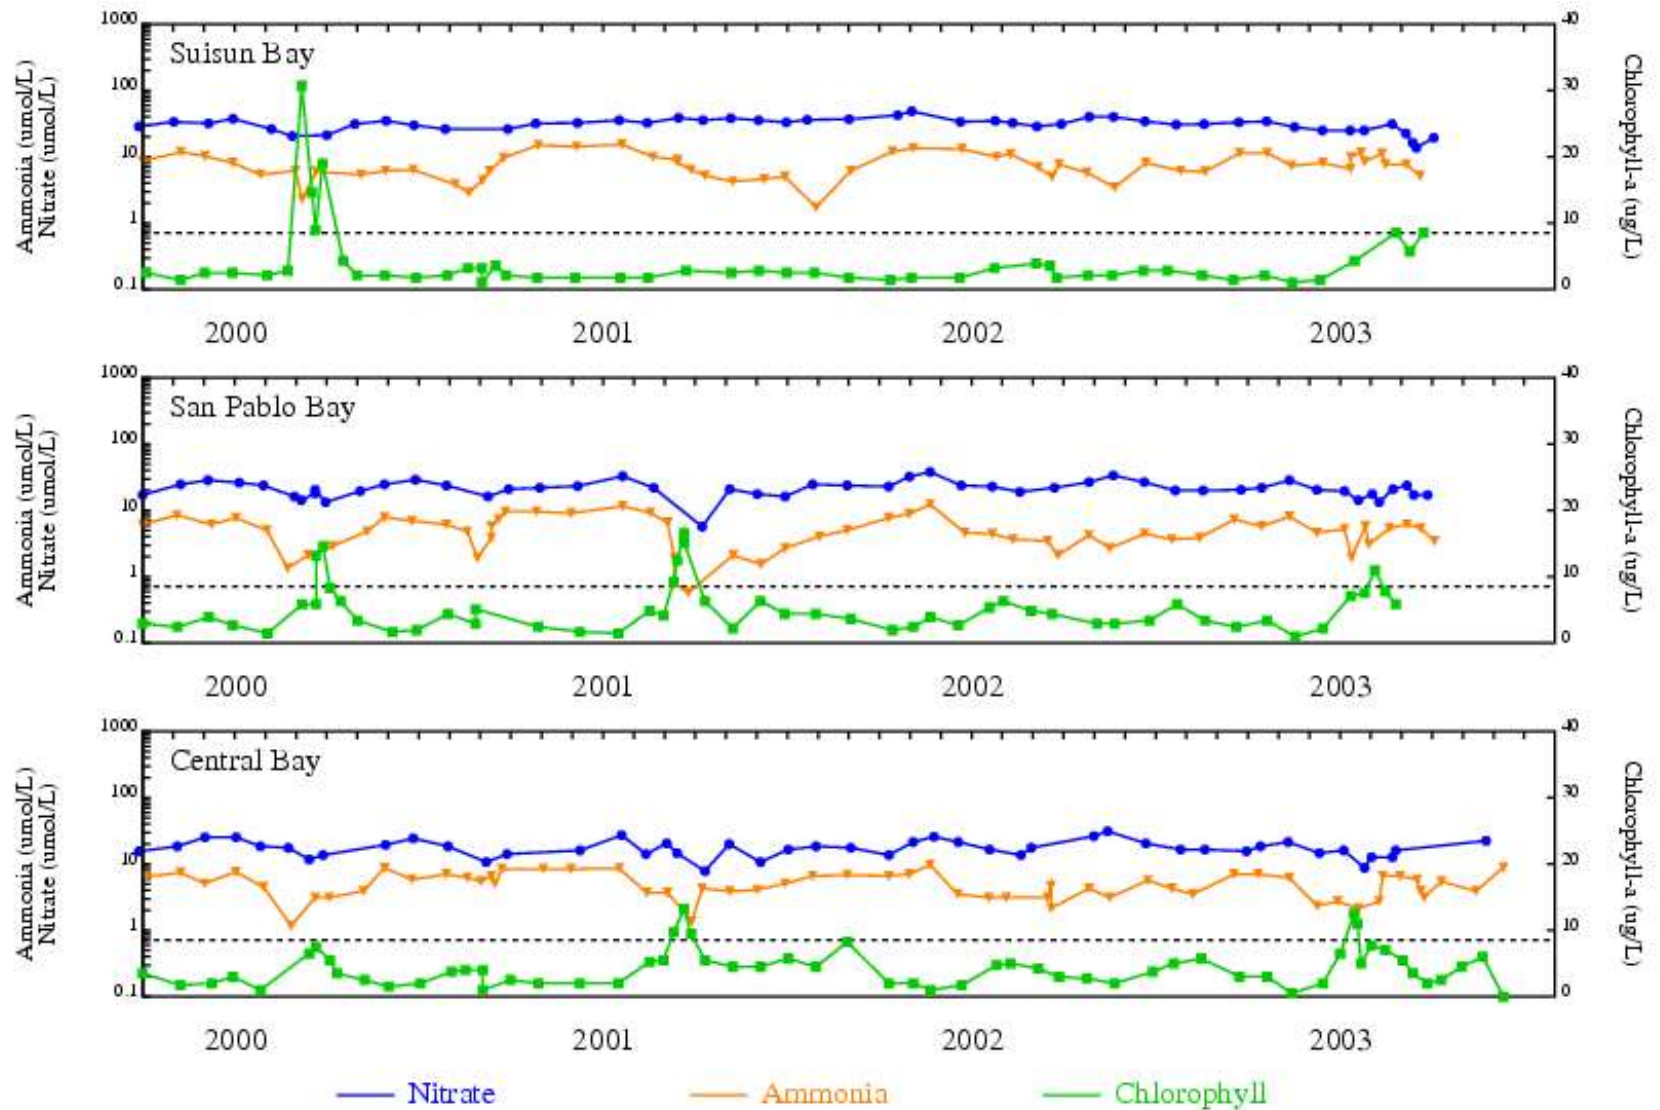 1000
100
10
1
0.1
Ammonia (umol/L)
Nitrate (umol/L)
Suisun Bay
40
30
20
10
0
Chlorophyll-a (ug/L)
2000 2001 2002 2003
1000
100
10
1
0.1
Ammonia (umol/L)
Nitrate (umol/L)
San Pablo Bay
40
30
20
10
0
Chlorophyll-a (ug/L)
2000 2001 2002 2003
1000
100
10
1
0.1
Ammonia (umol/L)
Nitrate (umol/L)
Central Bay
40
30
20
10
0
Chlorophyll-a (ug/L)
2000 2001 2002 2003
Nitrate Ammonia Chlorophyll